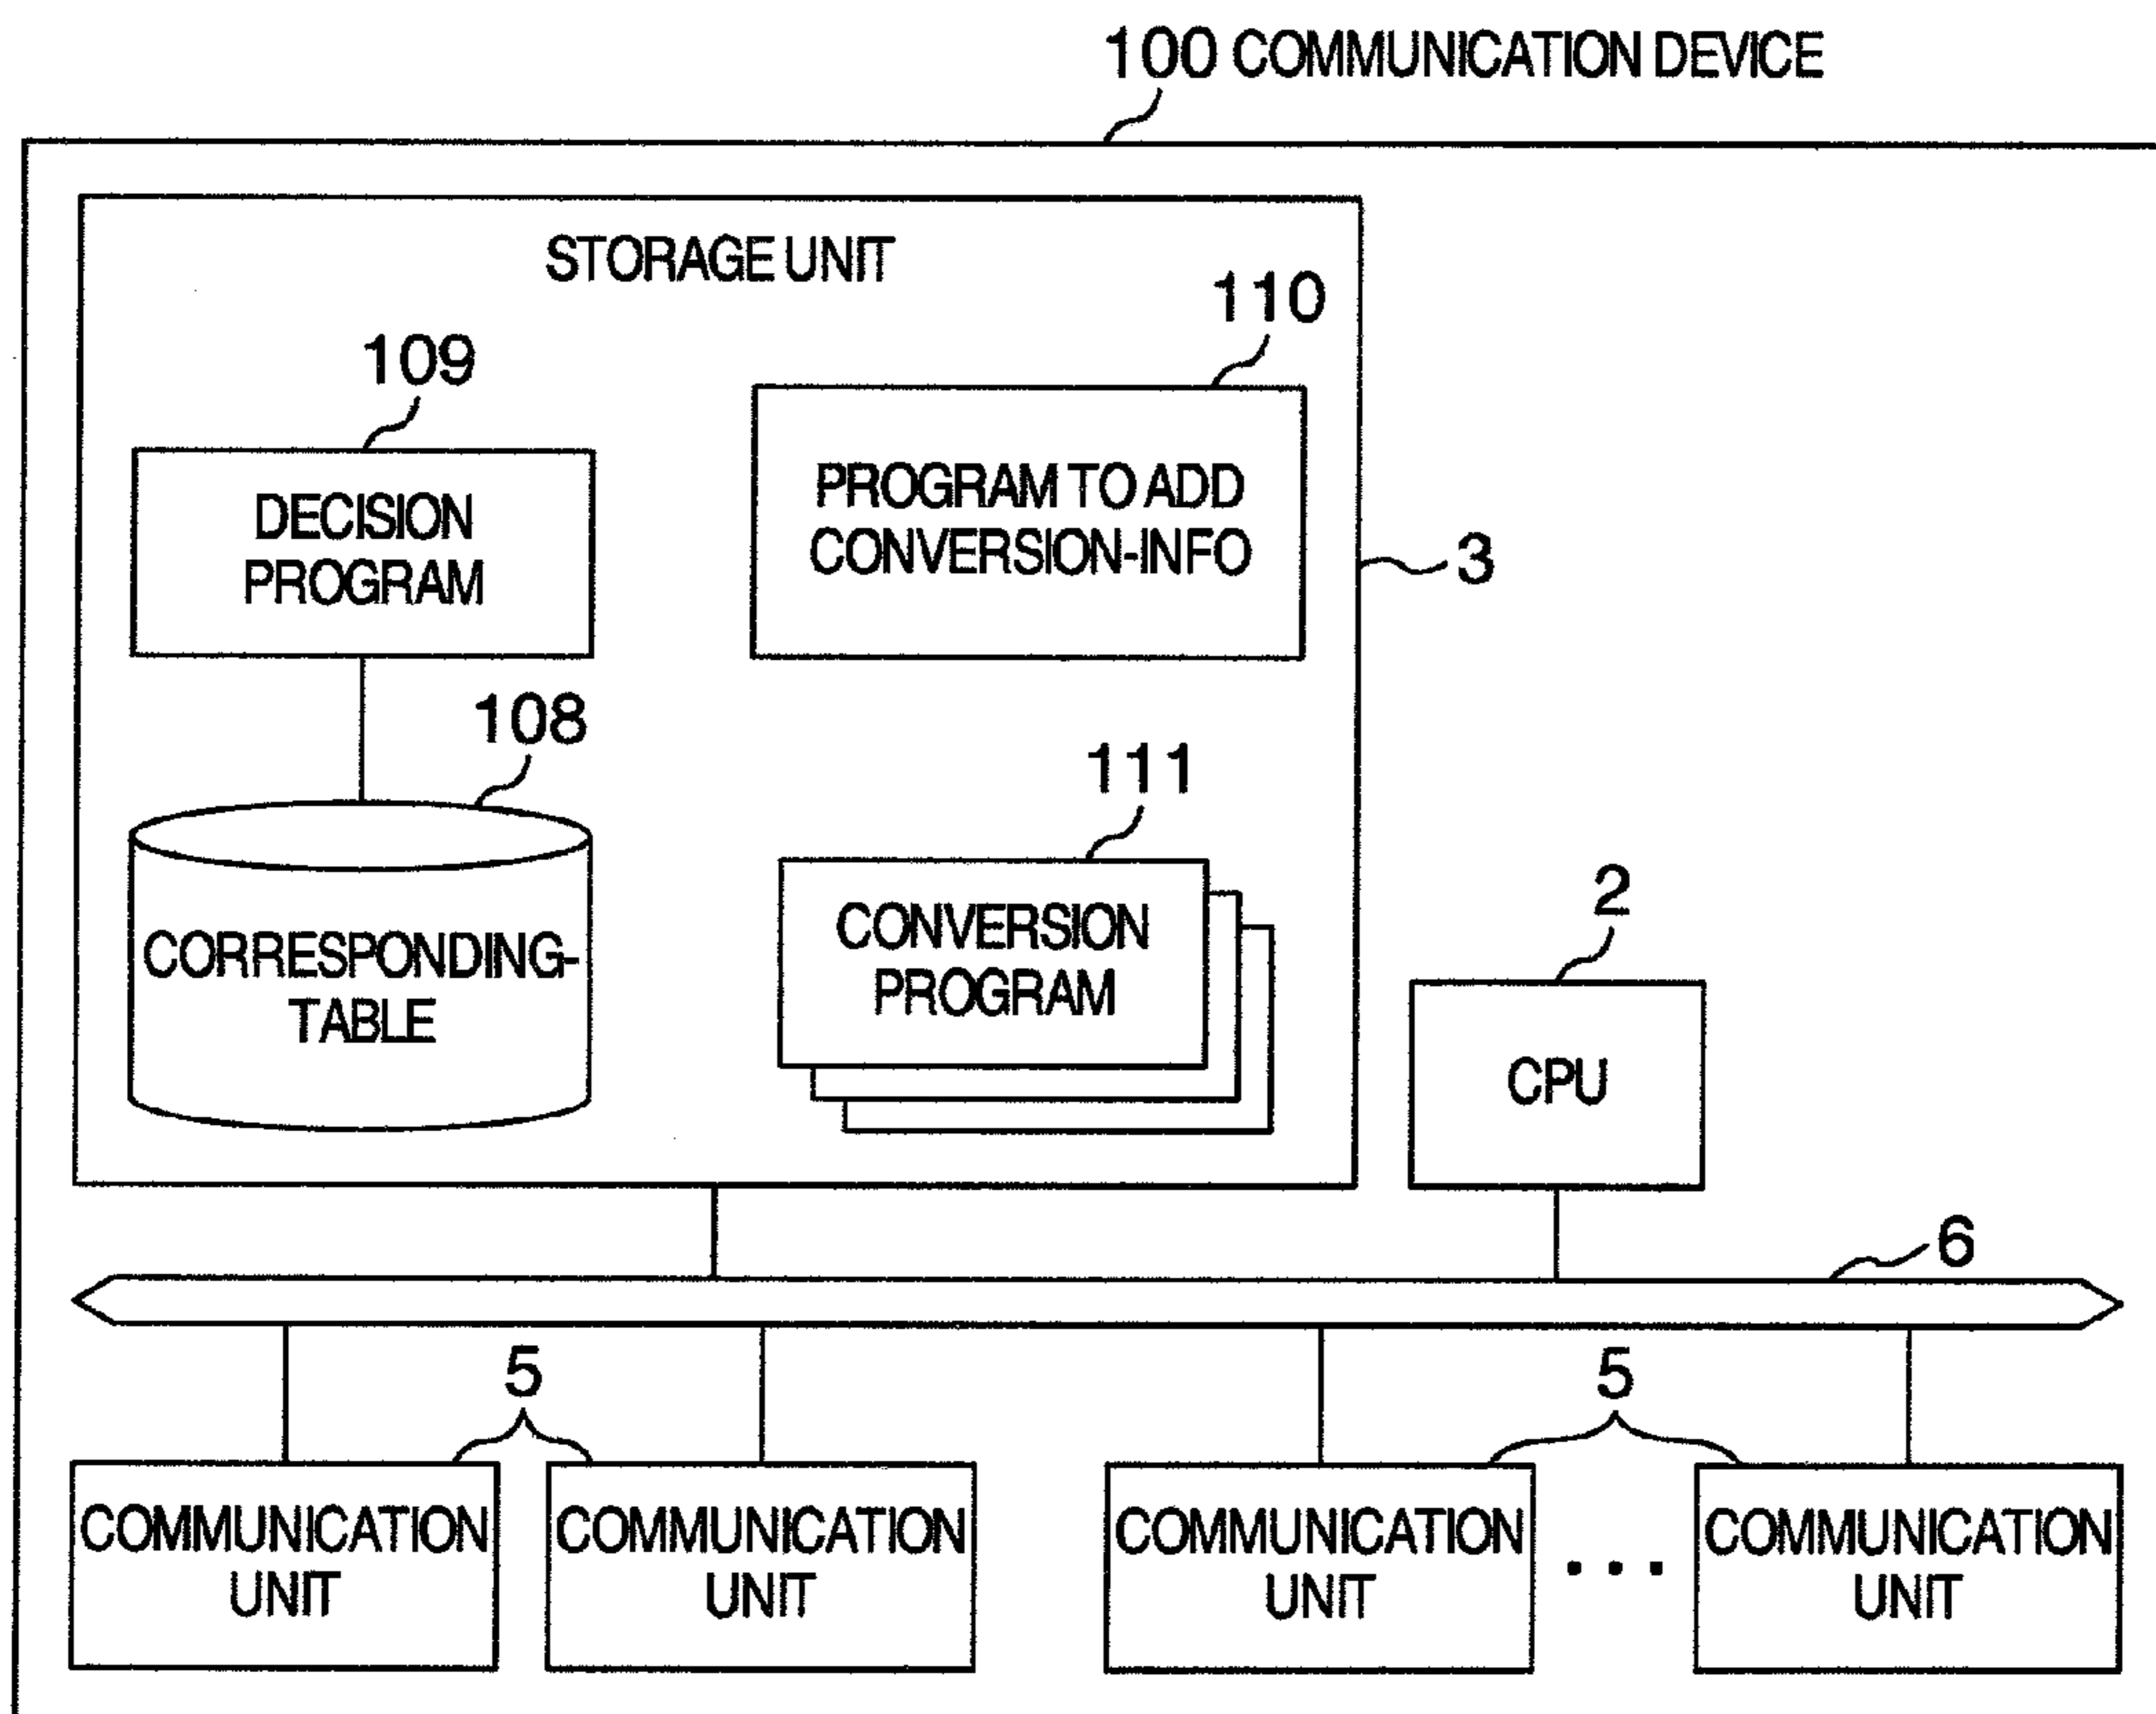 100 COMMUNICATION DEVICE
STORAGE UNIT
110
109
PROGRAM TO ADD
CONVERSION-INFO
DECISION
PROGRAM
3
108
111
CORRESPONDING-
TABLE
CONVERSION
PROGRAM
2
CPU
6
5
5
COMMUNICATION
UNIT
COMMUNICATION
UNIT
COMMUNICATION
UNIT
...
COMMUNICATION
UNIT